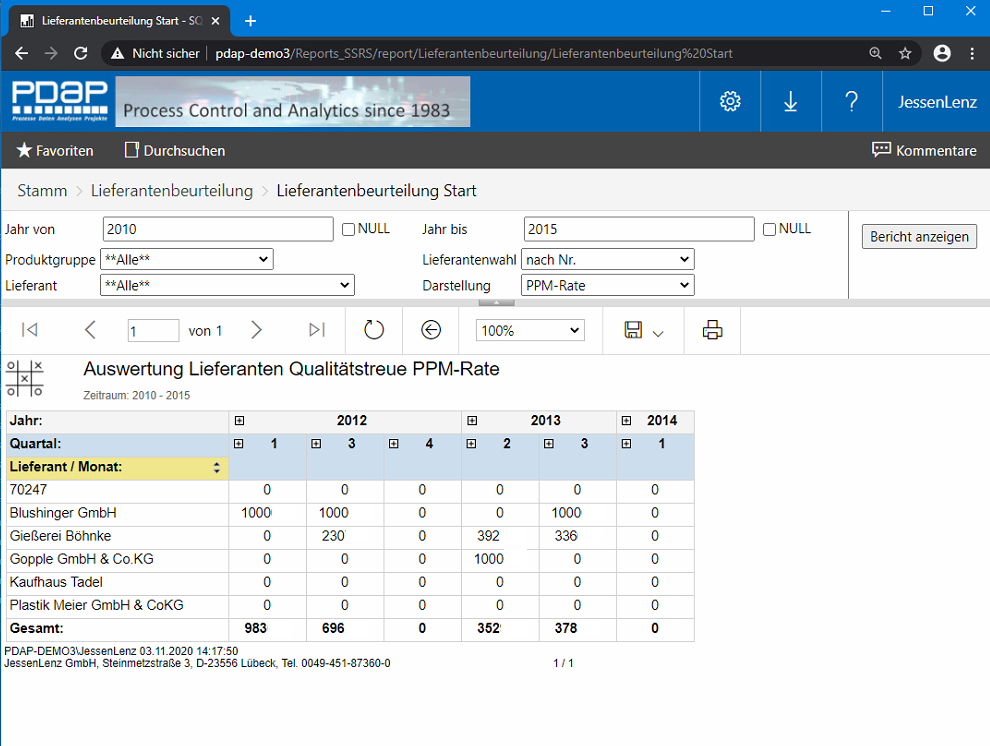 Lieferantenbeurteilung Start - SQ
Nicht sicher | pdap-demo3/Reports_SSRS/report/Lieferantenbeurteilung/Lieferantenbeurteilung%20Start
PDAP
Prozesse Daten Analysen Projekte
Process Control and Analytics since 1983
? JessenLenz
Favoriten Durchsuchen Kommentare
Stamm > Lieferantenbeurteilung > Lieferantenbeurteilung Start
Jahr von 2010 NULL Jahr bis 2015 NULL Bericht anzeigen
Produktgruppe **Alle** Lieferantenwahl nach Nr.
Lieferant **Alle** Darstellung PPM-Rate
1 von 1 100%
Auswertung Lieferanten Qualitätstreue PPM-Rate
Zeitraum: 2010 - 2015
Jahr: 2012 2013 2014
Quartal: 1 3 4 2 3 1
Lieferant / Monat:
70247 0 0 0 0 0 0
Blushinger GmbH 1000 1000 0 0 1000 0
Gießerei Böhnke 0 230 0 392 336 0
Gopple GmbH & Co.KG 0 0 0 1000 0 0
Kaufhaus Tadel 0 0 0 0 0 0
Plastik Meier GmbH & CoKG 0 0 0 0 0 0
Gesamt: 983 696 0 352 378 0
PDAP-DEMO3\JessenLenz 03.11.2020 14:17:50
JessenLenz GmbH, Steinmetzstraße 3, D-23556 Lübeck, Tel. 0049-451-87360-0 1 / 1